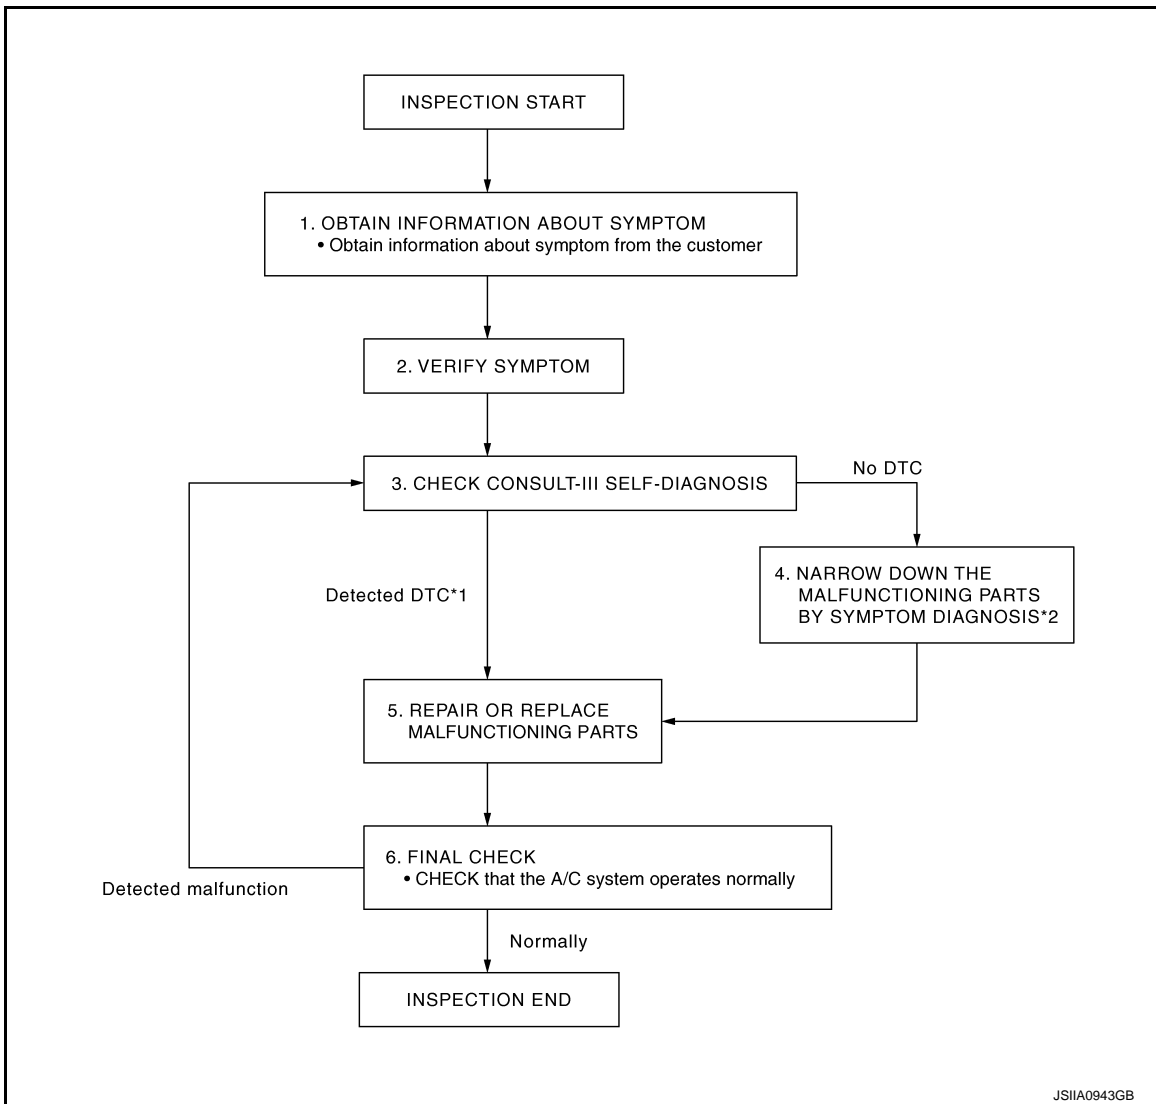 INSPECTION START
1. OBTAIN INFORMATION ABOUT SYMPTOM
• Obtain information about symptom from the customer
2. VERIFY SYMPTOM
3. CHECK CONSULT-III SELF-DIAGNOSIS
No DTC
4. NARROW DOWN THE
MALFUNCTIONING PARTS
BY SYMPTOM DIAGNOSIS*2
Detected DTC*1
5. REPAIR OR REPLACE
MALFUNCTIONING PARTS
6. FINAL CHECK
• CHECK that the A/C system operates normally
Detected malfunction
Normally
INSPECTION END
JSIIA0943GB